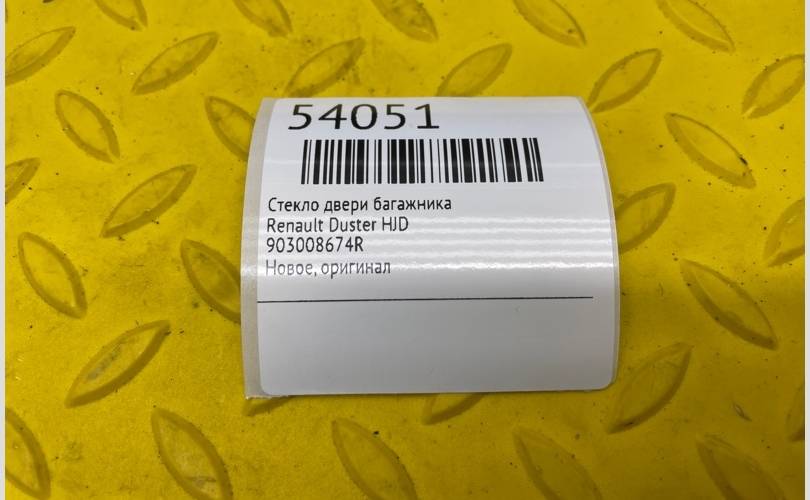 54051
Стекло двери багажника
Renault Duster HJD
903008674R
Новое, оригинал